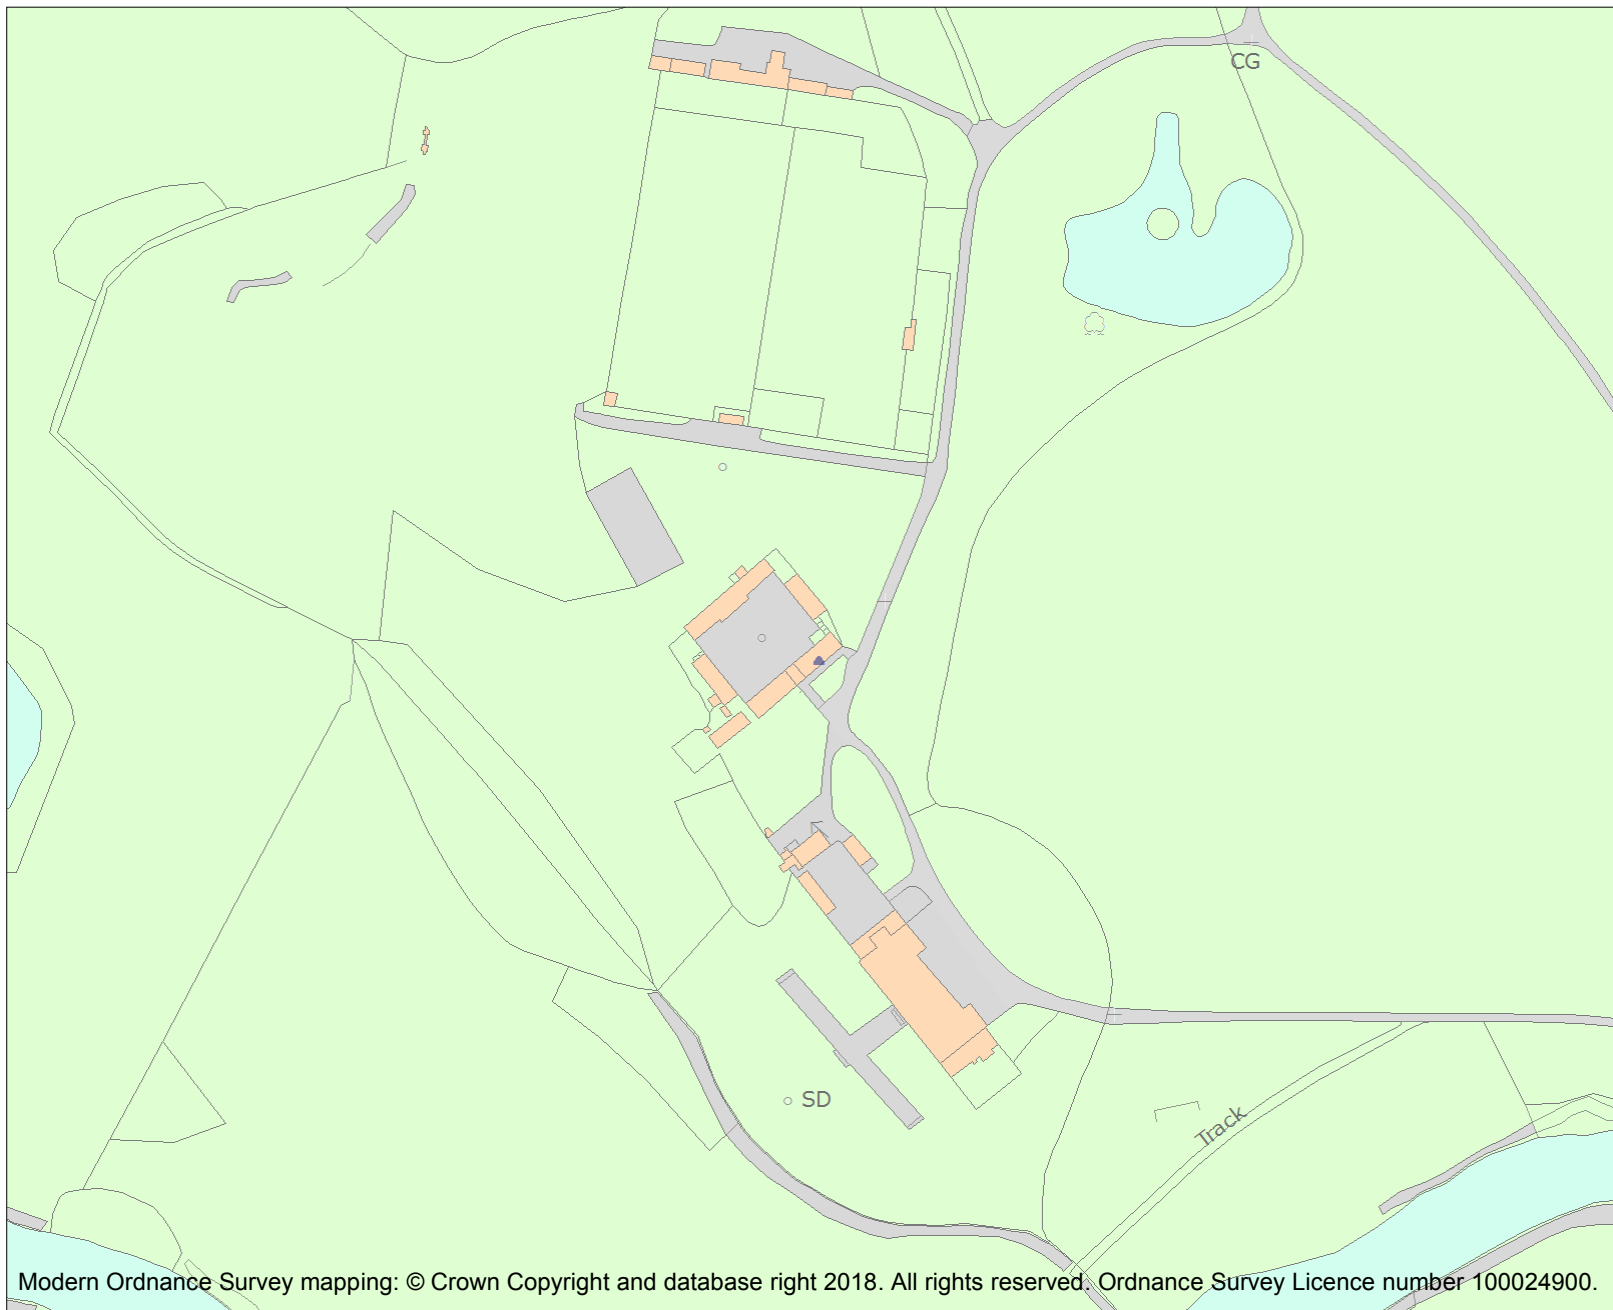 CG
SD
Track
Modern Ordnance Survey mapping: © Crown Copyright and database right 2018. All rights reserved. Ordnance Survey Licence number 100024900.